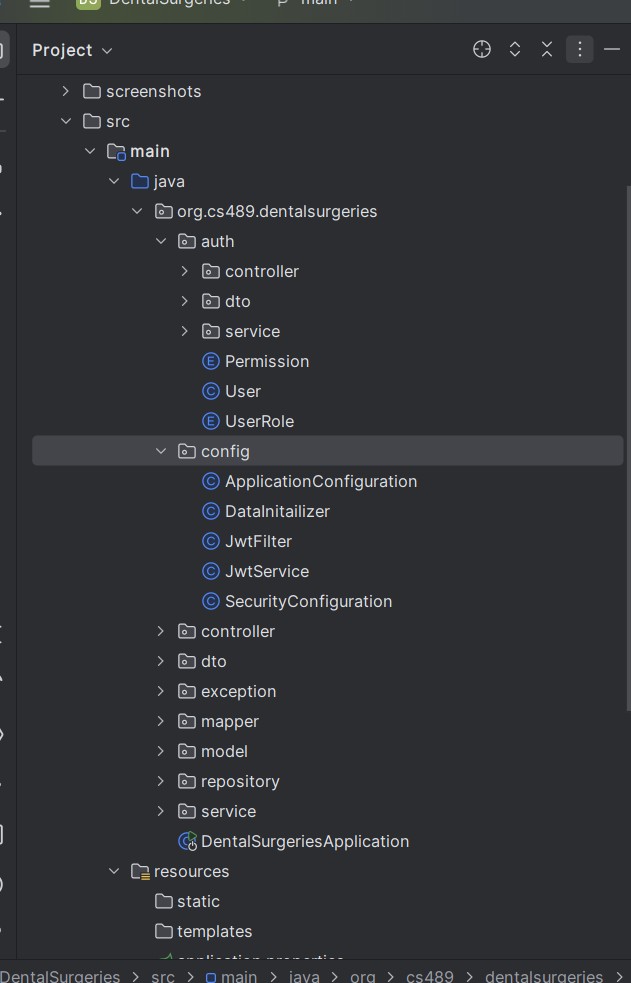 DS DentalSurgeries main
Project
screenshots
src
main
java
org.cs489.dentalsurgeries
auth
controller
dto
service
E Permission
C User
E UserRole
config
C ApplicationConfiguration
C DataInitailizer
C JwtFilter
C JwtService
C SecurityConfiguration
controller
dto
exception
mapper
model
repository
service
DentalSurgeriesApplication
resources
static
templates
application.properties
DentalSurgeries > src > main > java > org > cs489 > dentalsurgeries >